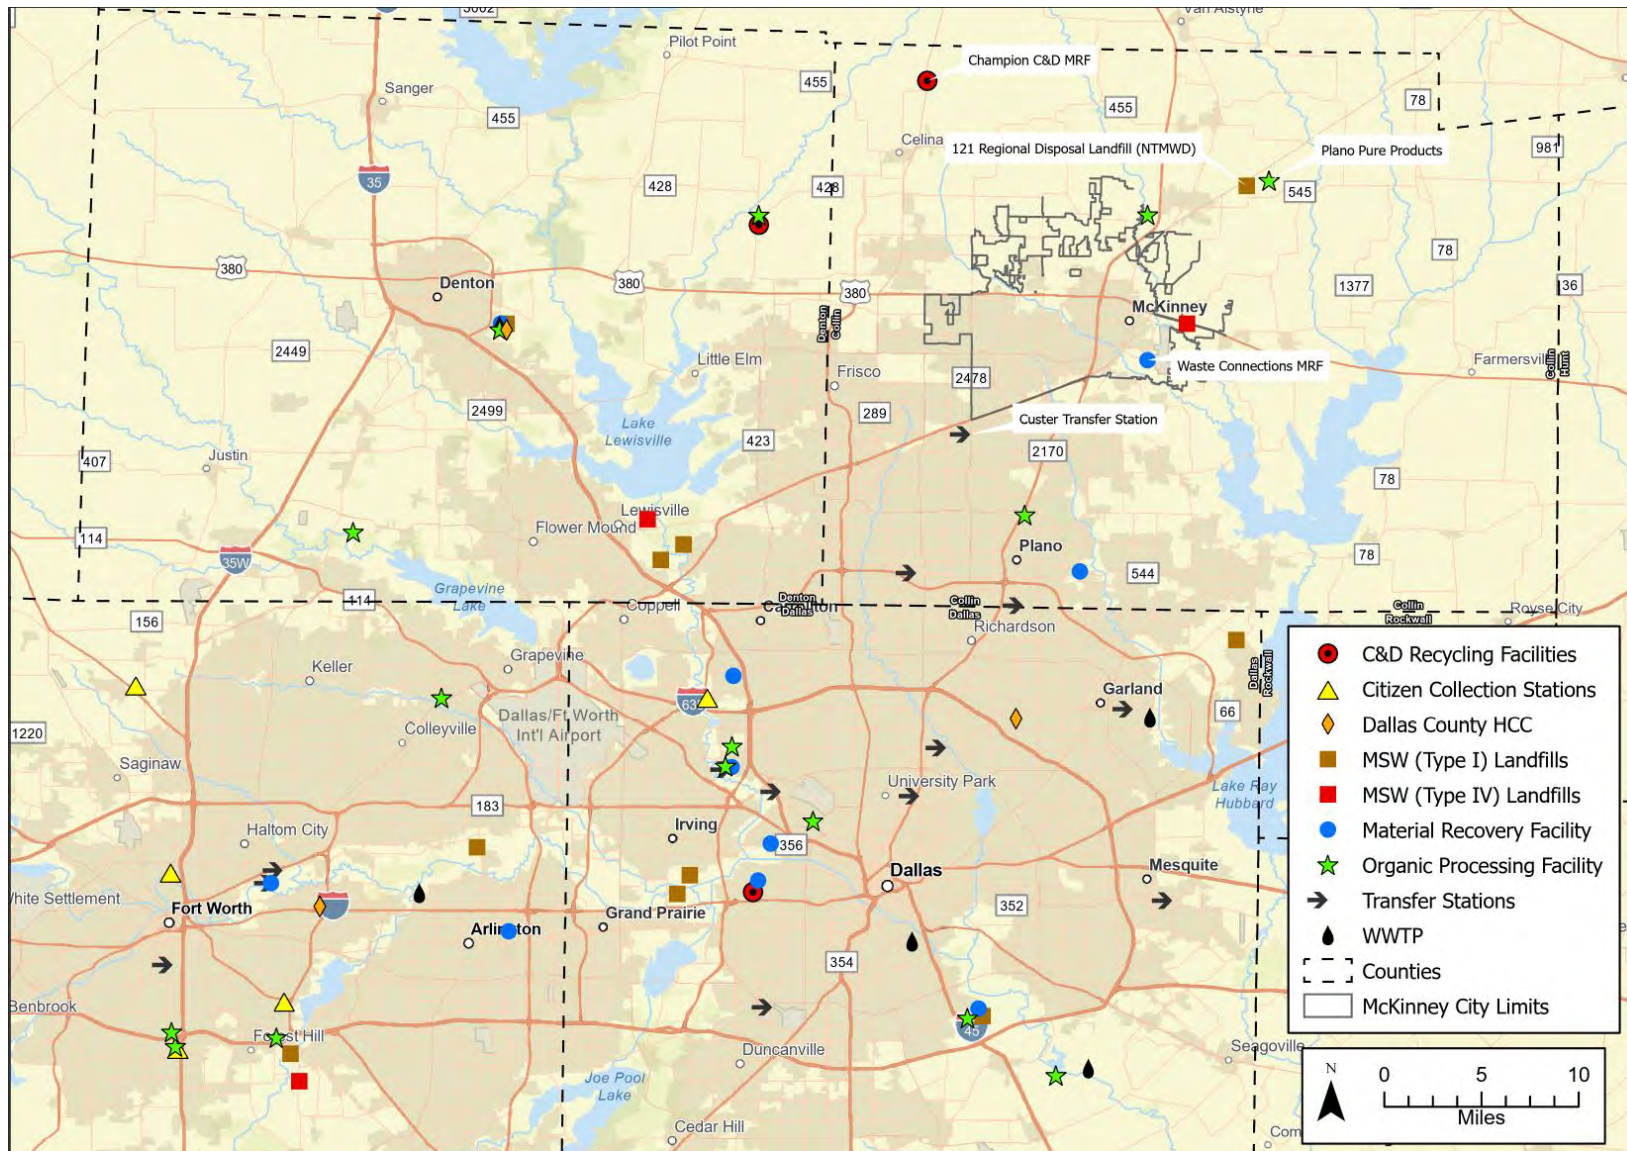 3002
Van Alstyne
Pilot Point
Champion C&D MRF
Sanger
455
455
455
78
Celina
121 Regional Disposal Landfill (NTMWD)
Plano Pure Products
981
35
428
428
545
78
380
380
380
Denton
1377
36
McKinney
Denton
Collin
2449
Little Elm
Frisco
2478
Waste Connections MRF
Farmersville
Collin
Hunt
2499
289
Custer Transfer Station
Lake
Lewisville
423
2170
407
Justin
78
Lewisville
Flower Mound
114
35W
Plano
78
544
Grapevine
Lake
114
Coppell
Carrollton
Denton
Dallas
Collin
Dallas
Collin
Rockwall
Royse City
156
Richardson
Keller
Grapevine
Dallas
Rockwall
Garland
66
Dallas/Ft Worth
Int'l Airport
63
1220
Colleyville
Saginaw
University Park
Lake Ray
Hubbard
183
Haltom City
Irving
356
Dallas
Mesquite
White Settlement
Fort Worth
Grand Prairie
352
Arlington
354
Benbrook
Forest Hill
45
Duncanville
Seagoville
Joe Pool
Lake
Cedar Hill
Com
C&D Recycling Facilities
Citizen Collection Stations
Dallas County HCC
MSW (Type I) Landfills
MSW (Type IV) Landfills
Material Recovery Facility
Organic Processing Facility
Transfer Stations
WWTP
Counties
McKinney City Limits
N
0 5 10
Miles